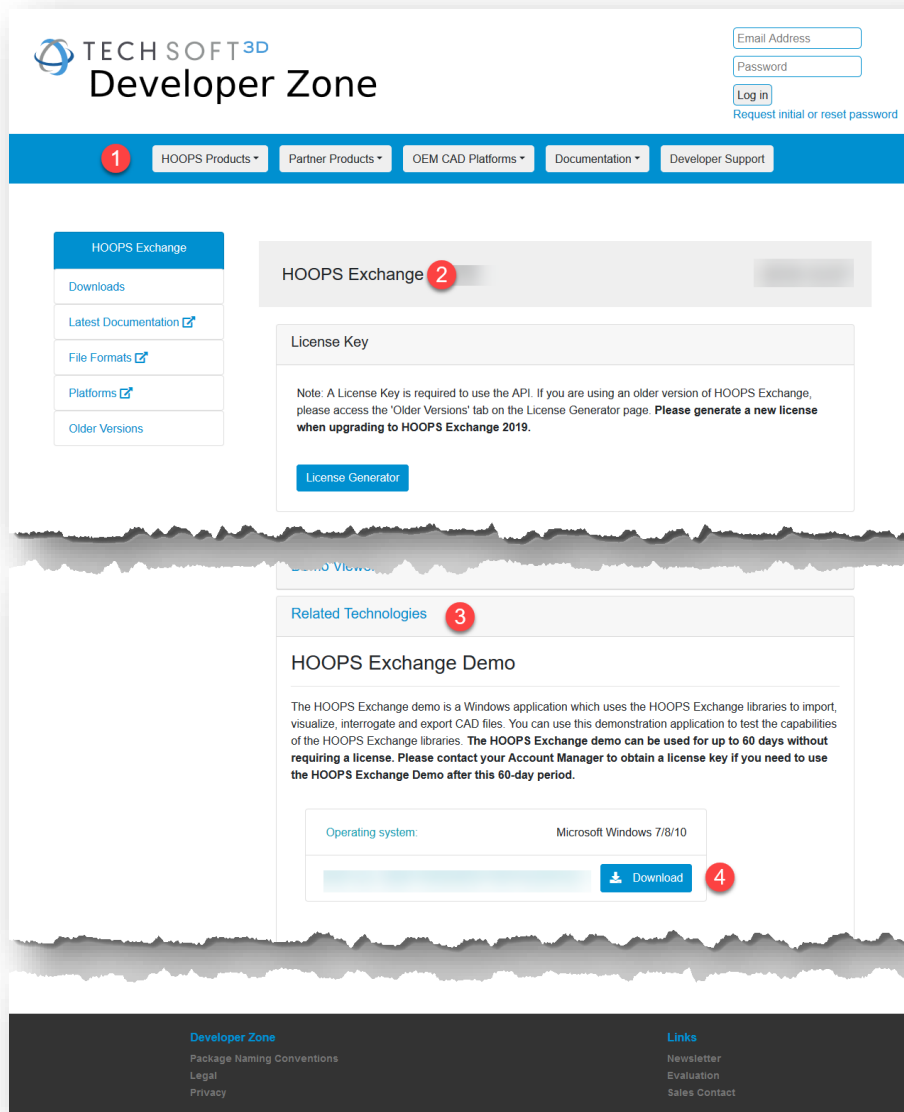 TECH SOFT 3D
Developer Zone
Email Address
Password
Log in
Request initial or reset password
1
HOOPS Products
Partner Products
OEM CAD Platforms
Documentation
Developer Support
HOOPS Exchange
Downloads
Latest Documentation
File Formats
Platforms
Older Versions
HOOPS Exchange 2
License Key
Note: A License Key is required to use the API. If you are using an older version of HOOPS Exchange,
please access the 'Older Versions' tab on the License Generator page. Please generate a new license
when upgrading to HOOPS Exchange 2019.
License Generator
Related Technologies 3
HOOPS Exchange Demo
The HOOPS Exchange demo is a Windows application which uses the HOOPS Exchange libraries to import,
visualize, interrogate and export CAD files. You can use this demonstration application to test the capabilities
of the HOOPS Exchange libraries. The HOOPS Exchange demo can be used for up to 60 days without
requiring a license. Please contact your Account Manager to obtain a license key if you need to use
the HOOPS Exchange Demo after this 60-day period.
Operating system: Microsoft Windows 7/8/10
Download 4
Developer Zone
Package Naming Conventions
Legal
Privacy
Links
Newsletter
Evaluation
Sales Contact